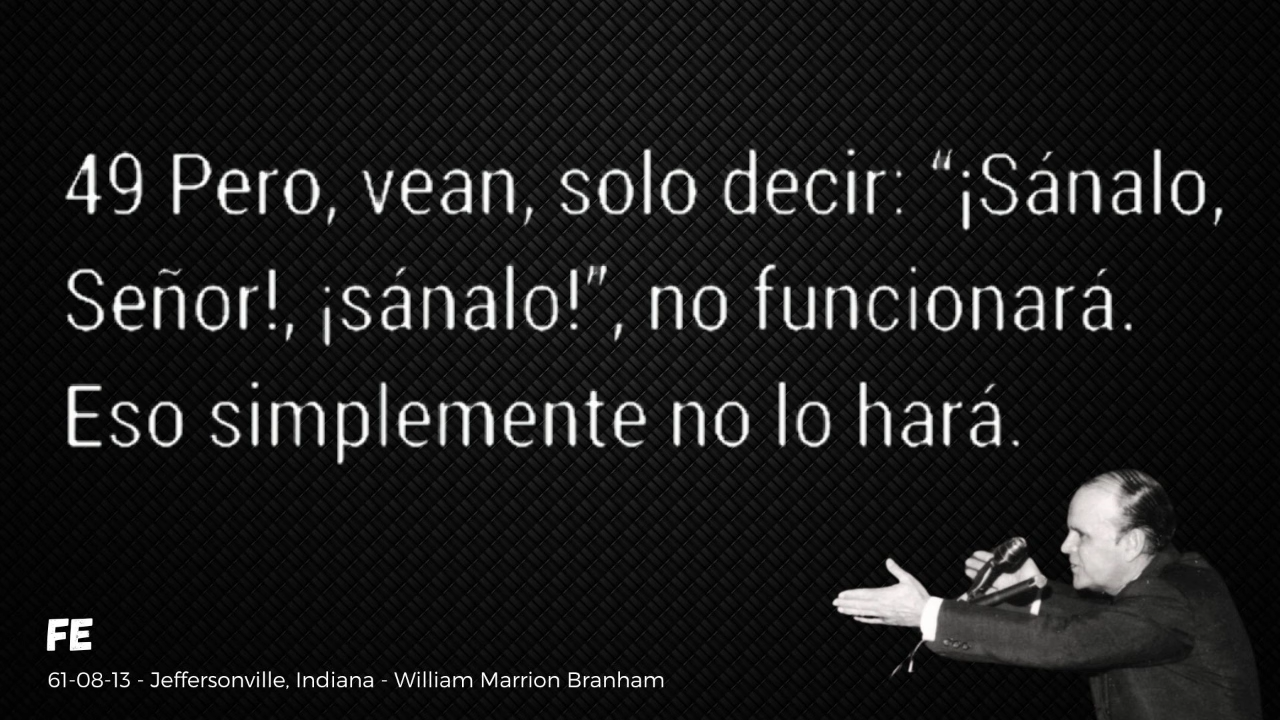 49 Pero, vean, solo decir: “¡Sánalo,
Señor!, ¡sánalo!”, no funcionará.
Eso simplemente no lo hará.
FE
61-08-13 - Jeffersonville, Indiana - William Marrion Branham